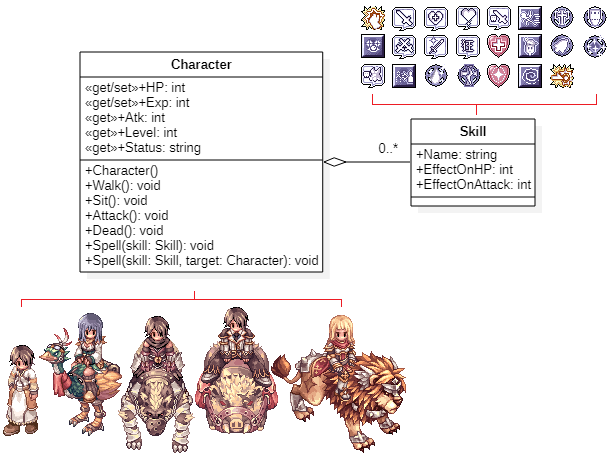 Character
«get/set»+HP: int
«get/set»+Exp: int
«get»+Atk: int
«get»+Level: int
«get»+Status: string
+Character()
+Walk(): void
+Sit(): void
+Attack(): void
+Dead(): void
+Spell(skill: Skill): void
+Spell(skill: Skill, target: Character): void
0..*
Skill
+Name: string
+EffectOnHP: int
+EffectOnAttack: int